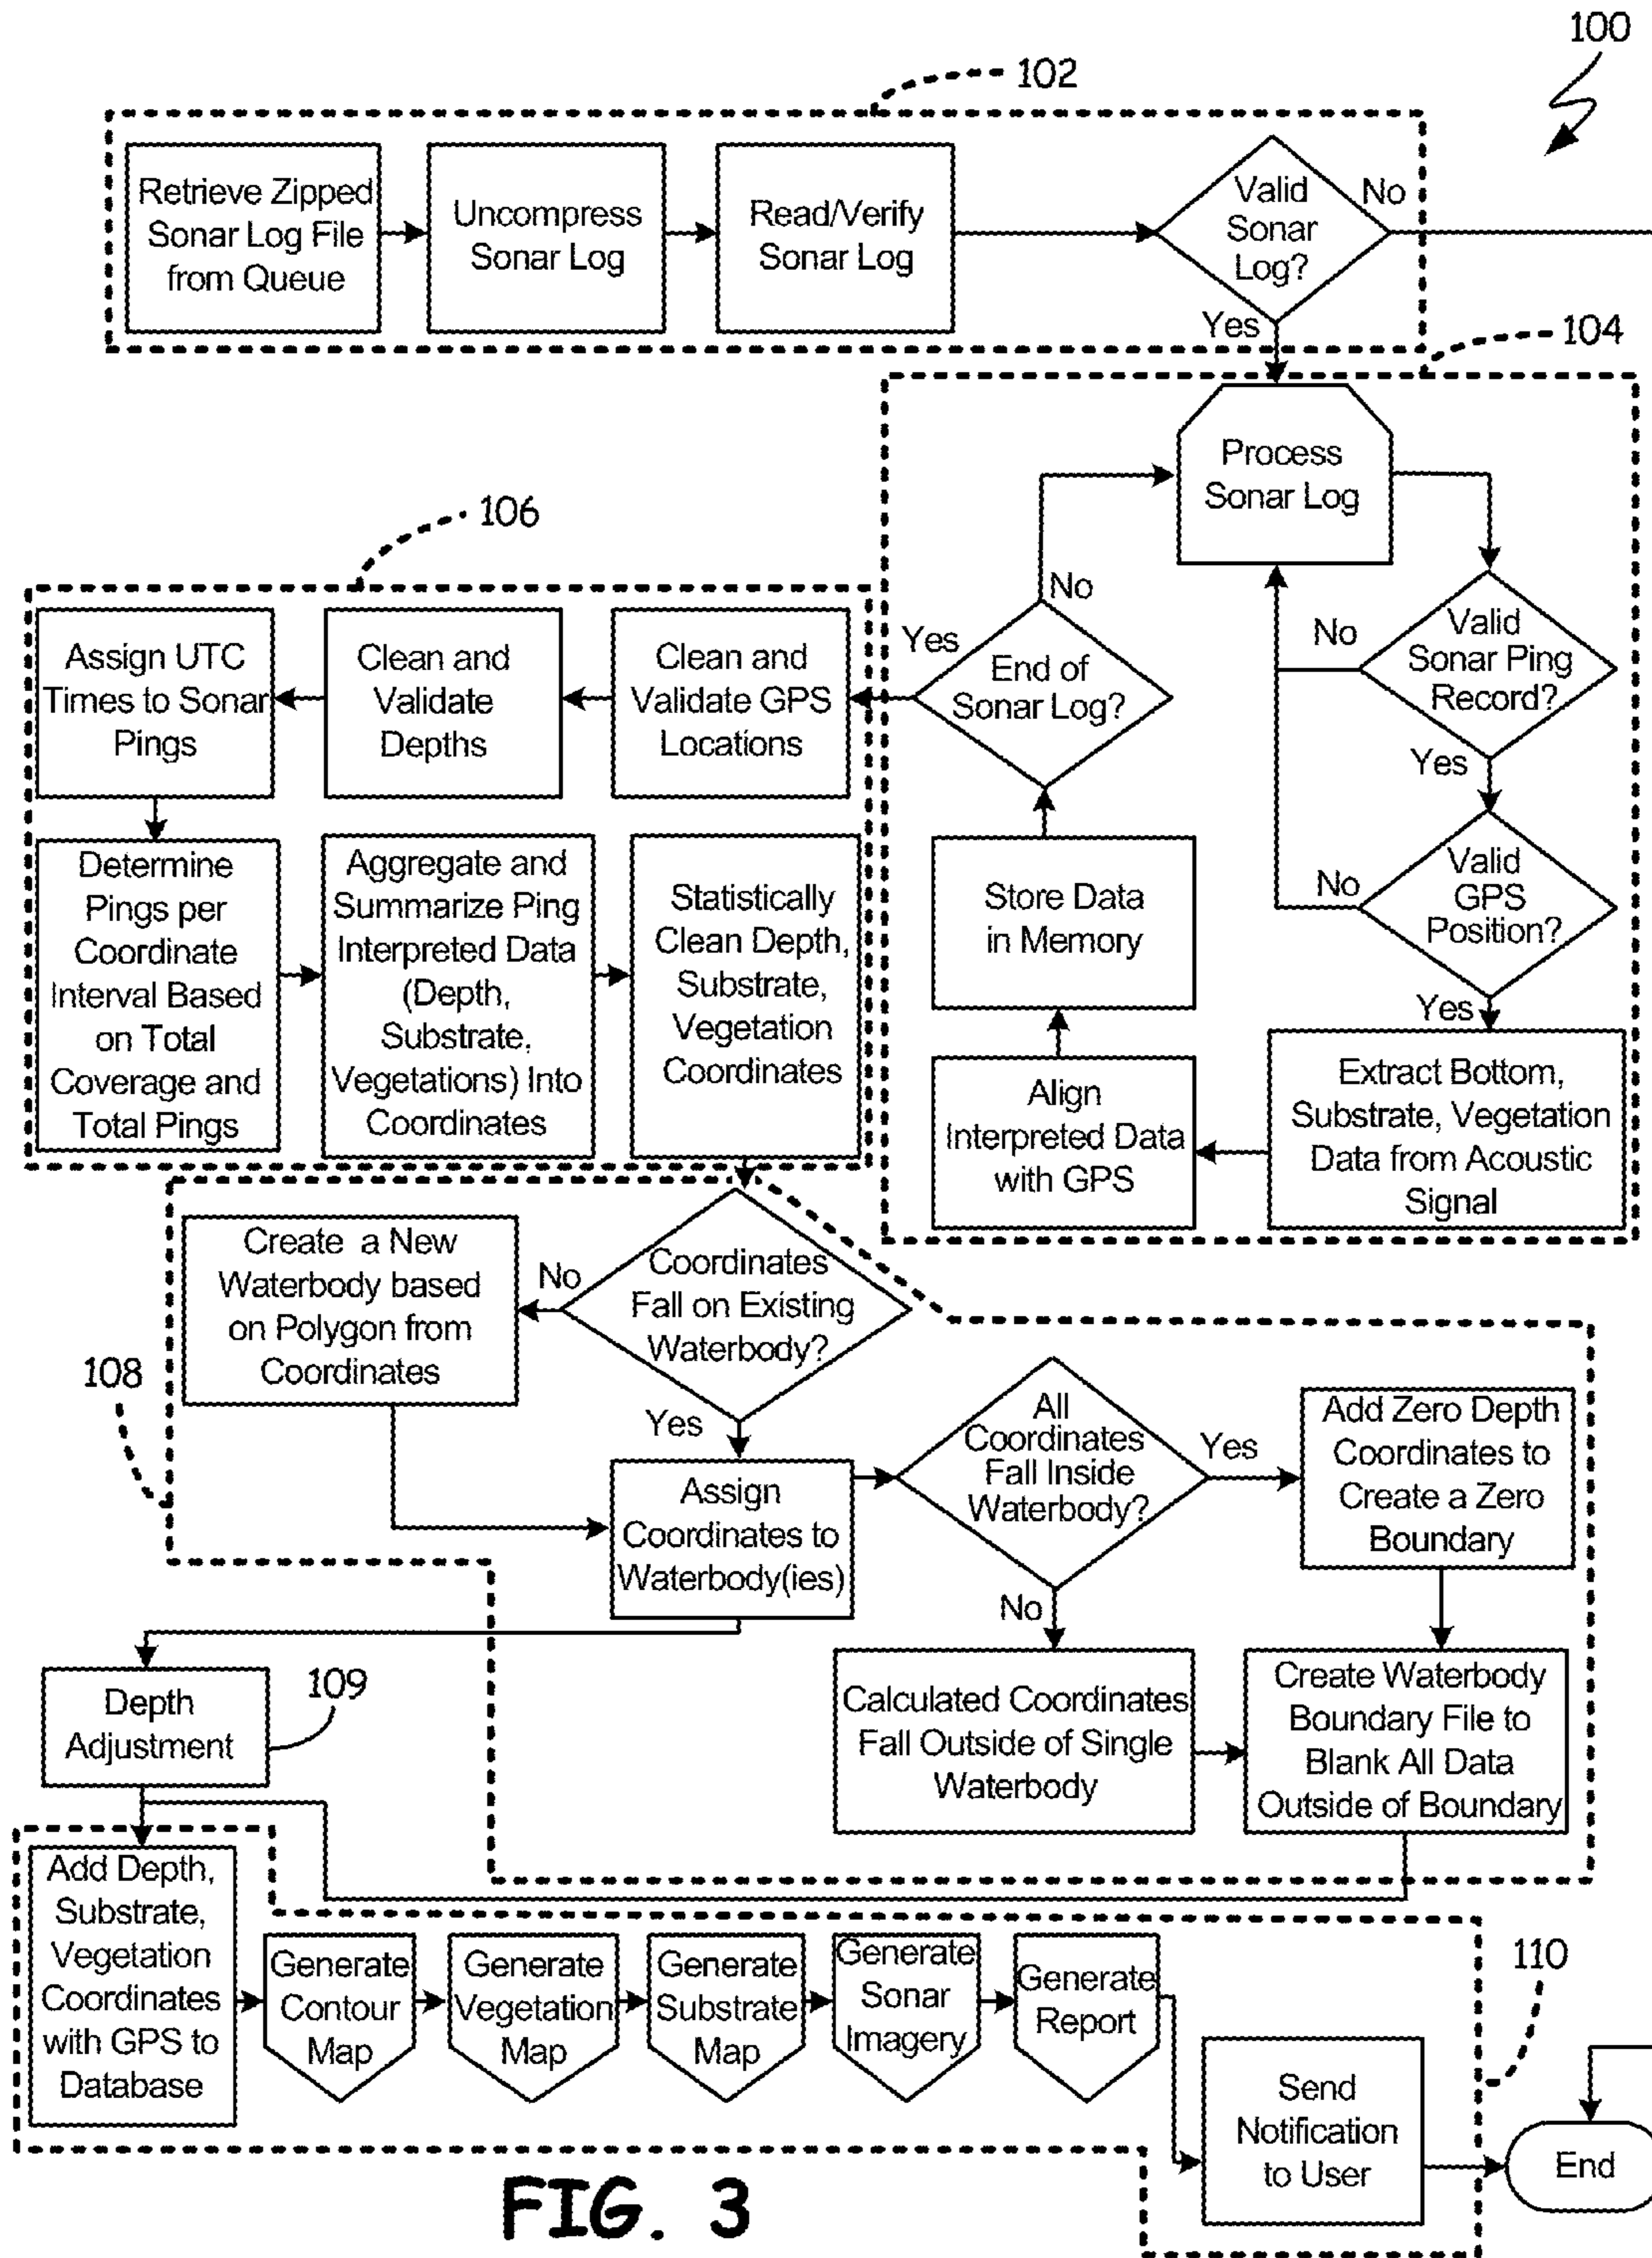 100
102
Retrieve Zipped
Sonar Log File
from Queue
Uncompress
Sonar Log
Read/Verify
Sonar Log
Valid
Sonar
Log?
No
Yes
104
Process
Sonar Log
106
Assign UTC
Times to Sonar
Pings
Clean and
Validate
Depths
Clean and
Validate GPS
Locations
Yes
No
End of
Sonar Log?
No
Valid
Sonar Ping
Record?
Yes
No
Valid
GPS
Position?
Yes
Store Data
in Memory
Determine
Pings per
Coordinate
Interval Based
on Total
Coverage and
Total Pings
Aggregate and
Summarize Ping
Interpreted Data
(Depth,
Substrate,
Vegetations) Into
Coordinates
Statistically
Clean Depth,
Substrate,
Vegetation
Coordinates
Align
Interpreted Data
with GPS
Extract Bottom,
Substrate, Vegetation
Data from Acoustic
Signal
Create a New
Waterbody based
on Polygon from
Coordinates
No
Coordinates
Fall on Existing
Waterbody?
Yes
108
Assign
Coordinates to
Waterbody(ies)
All
Coordinates
Fall Inside
Waterbody?
Yes
No
Add Zero Depth
Coordinates to
Create a Zero
Boundary
Depth
Adjustment
109
Calculated Coordinates
Fall Outside of Single
Waterbody
Create Waterbody
Boundary File to
Blank All Data
Outside of Boundary
Add Depth,
Substrate,
Vegetation
Coordinates
with GPS to
Database
Generate
Contour
Map
Generate
Vegetation
Map
Generate
Substrate
Map
Generate
Sonar
Imagery
Generate
Report
110
Send
Notification
to User
End
FIG. 3